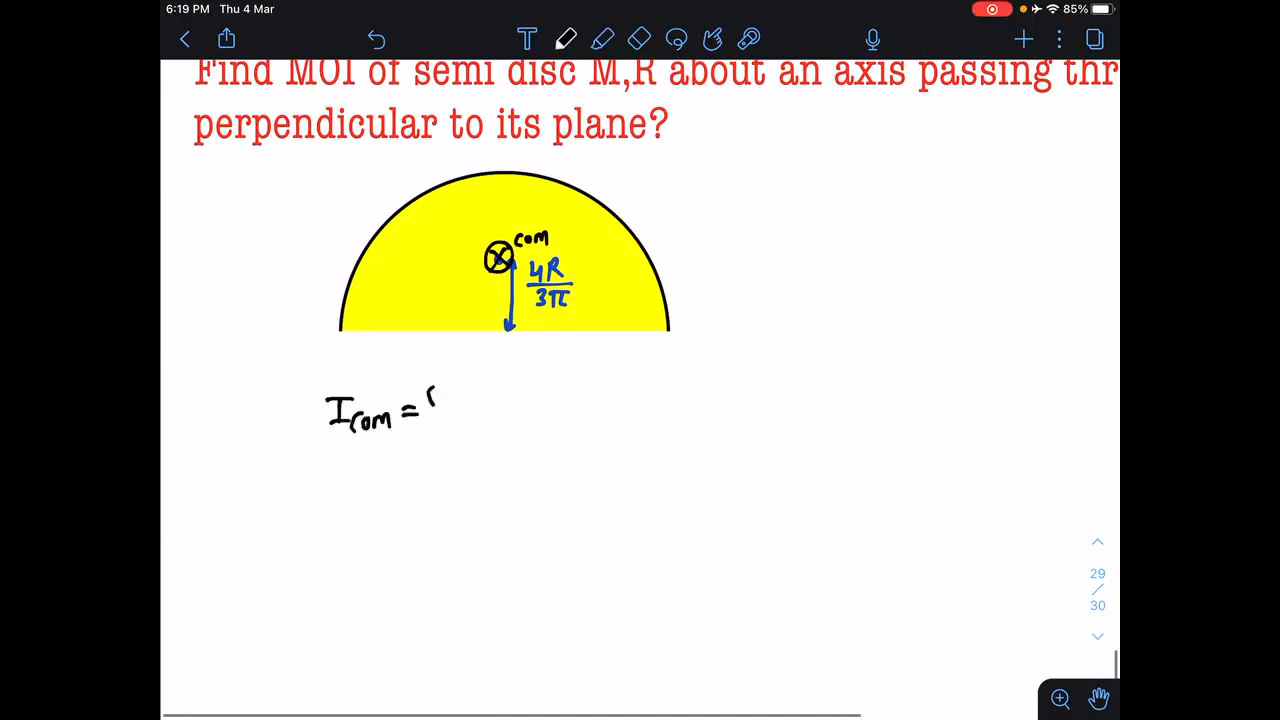 6:19 PM Thu 4 Mar
85%
T
Find MOI of semi disc M,R about an axis passing thr
perpendicular to its plane?
com
4R
3π
Icom =
29
30